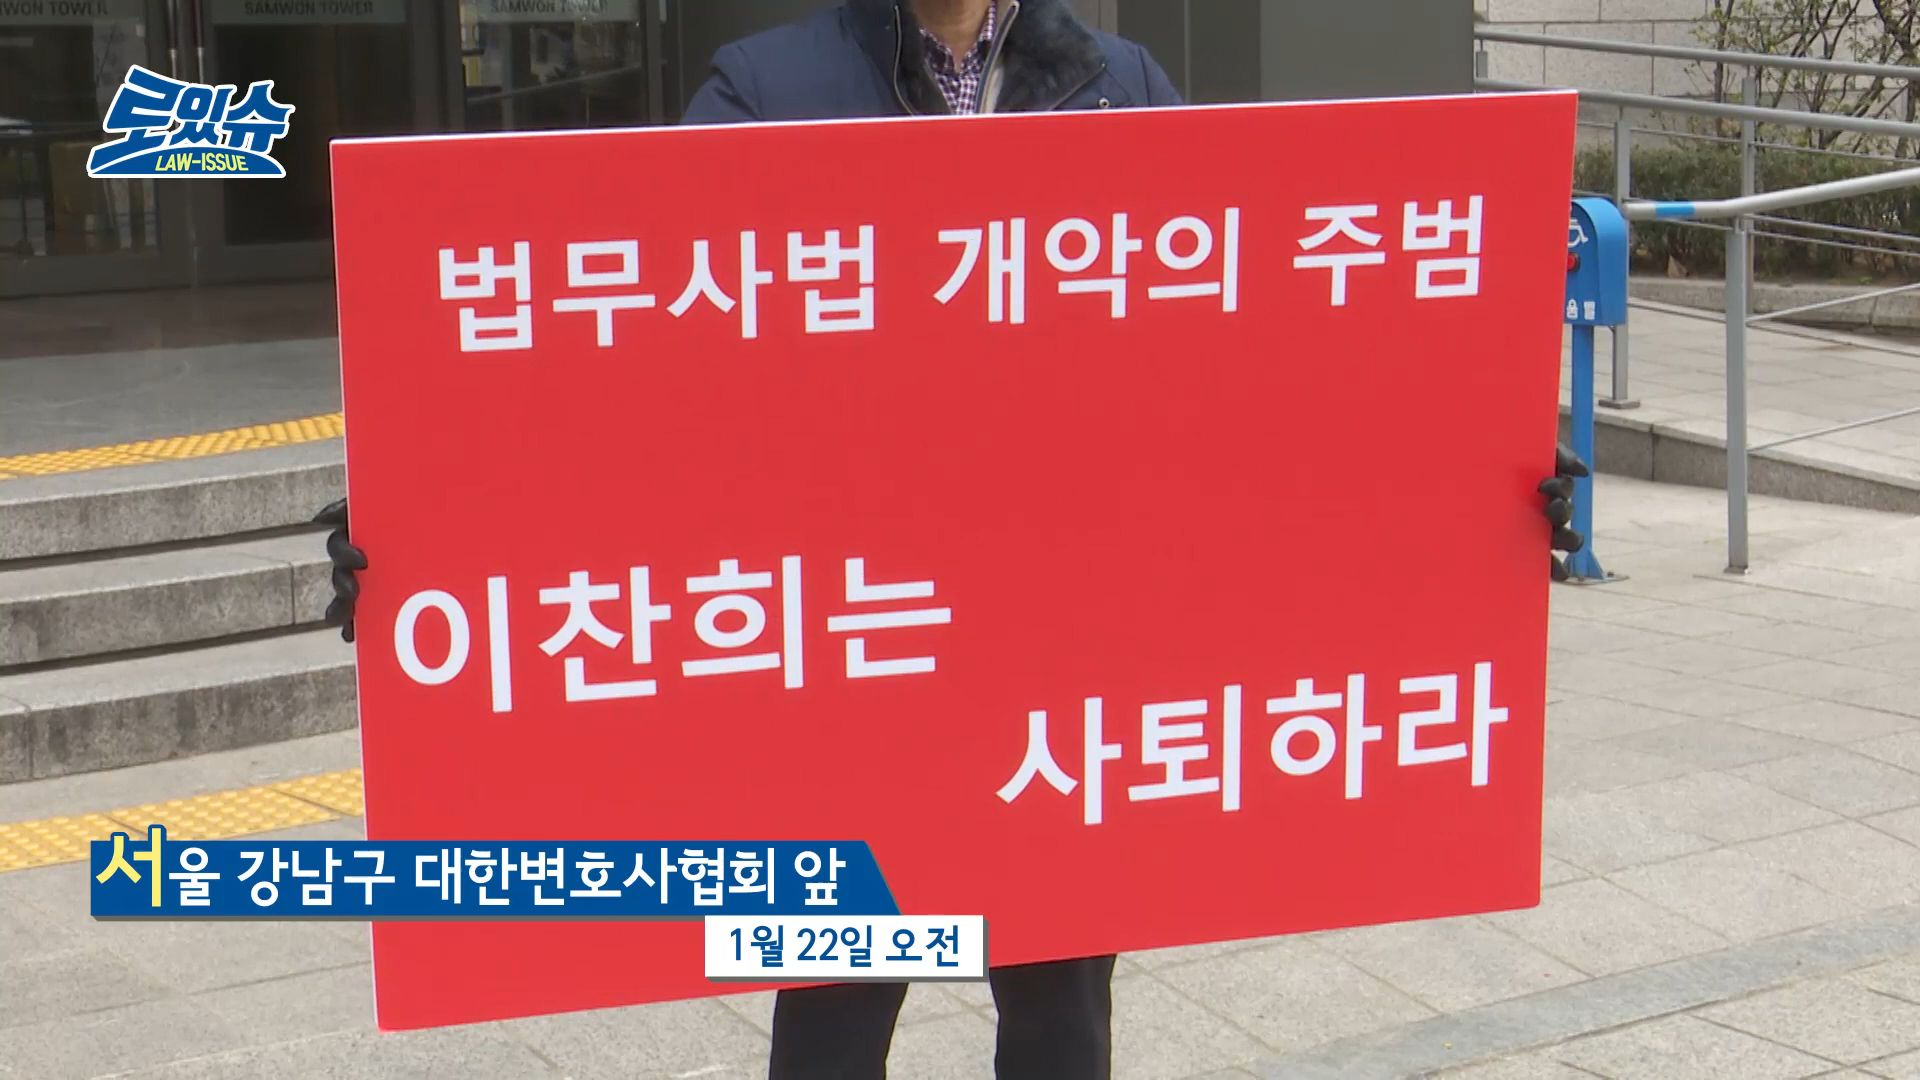 SAMWON TOWER
SAMWON TOWER
로있슈
LAW-ISSUE
법무사법 개악의 주범
이찬희는
사퇴하라
서울 강남구 대한변호사협회 앞
1월 22일 오전